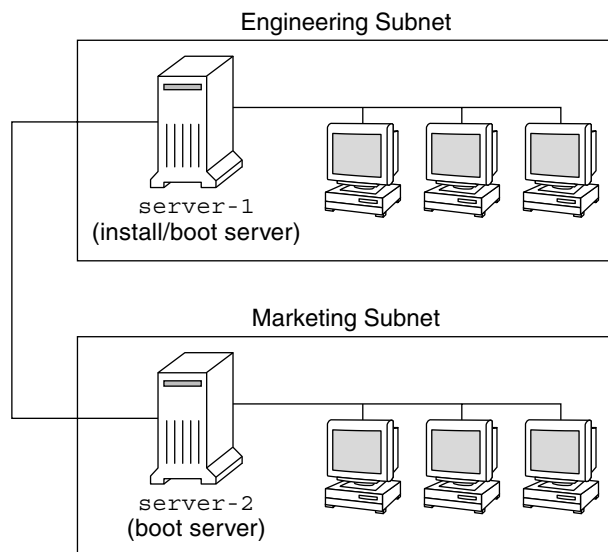 Engineering Subnet
server-1
(install/boot server)
Marketing Subnet
server-2
(boot server)